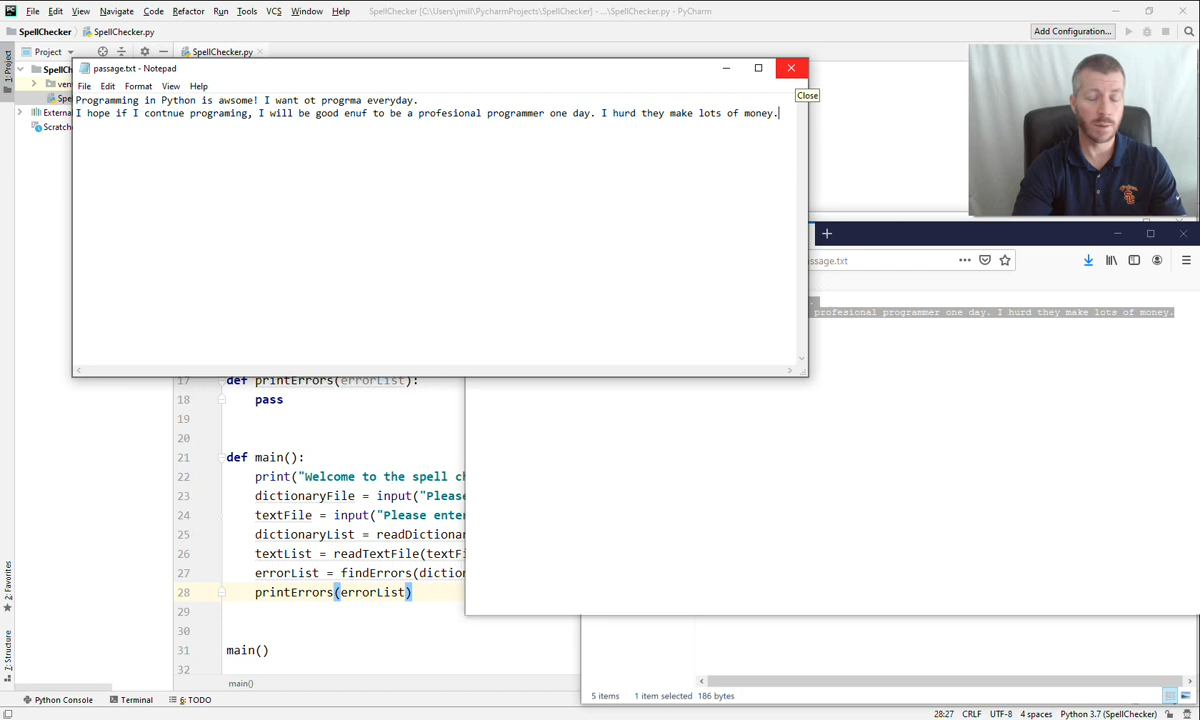 File Edit View Navigate Code Refactor Run Tools VCS Window Help SpellChecker [C:\Users\jmill\PycharmProjects\SpellChecker] - ...\SpellChecker.py - PyCharm
SpellChecker SpellChecker.py Add Configuration...
Project SpellChecker.py
passage.txt - Notepad
File Edit Format View Help
Close
Programming in Python is awsome! I want ot progrma everyday.
I hope if I contnue programing, I will be good enuf to be a profesional programmer one day. I hurd they make lots of money.
1: Project
SpellCh
ven
Spe
Externa
Scratch
ssage.txt
profesional programmer one day. I hurd they make lots of money.
17 def printErrors(errorList):
18 pass
19
20
21 def main():
22 print("Welcome to the spell ch
23 dictionaryFile = input("Please
24 textFile = input("Please enter
25 dictionaryList = readDictionar
26 textList = readTextFile(textFi
27 errorList = findErrors(diction
28 printErrors(errorList)
29
30
31 main()
32
main()
2: Favorites
7: Structure
5 items 1 item selected 186 bytes
Python Console Terminal 6: TODO
28:27 CRLF UTF-8 4 spaces Python 3.7 (SpellChecker)